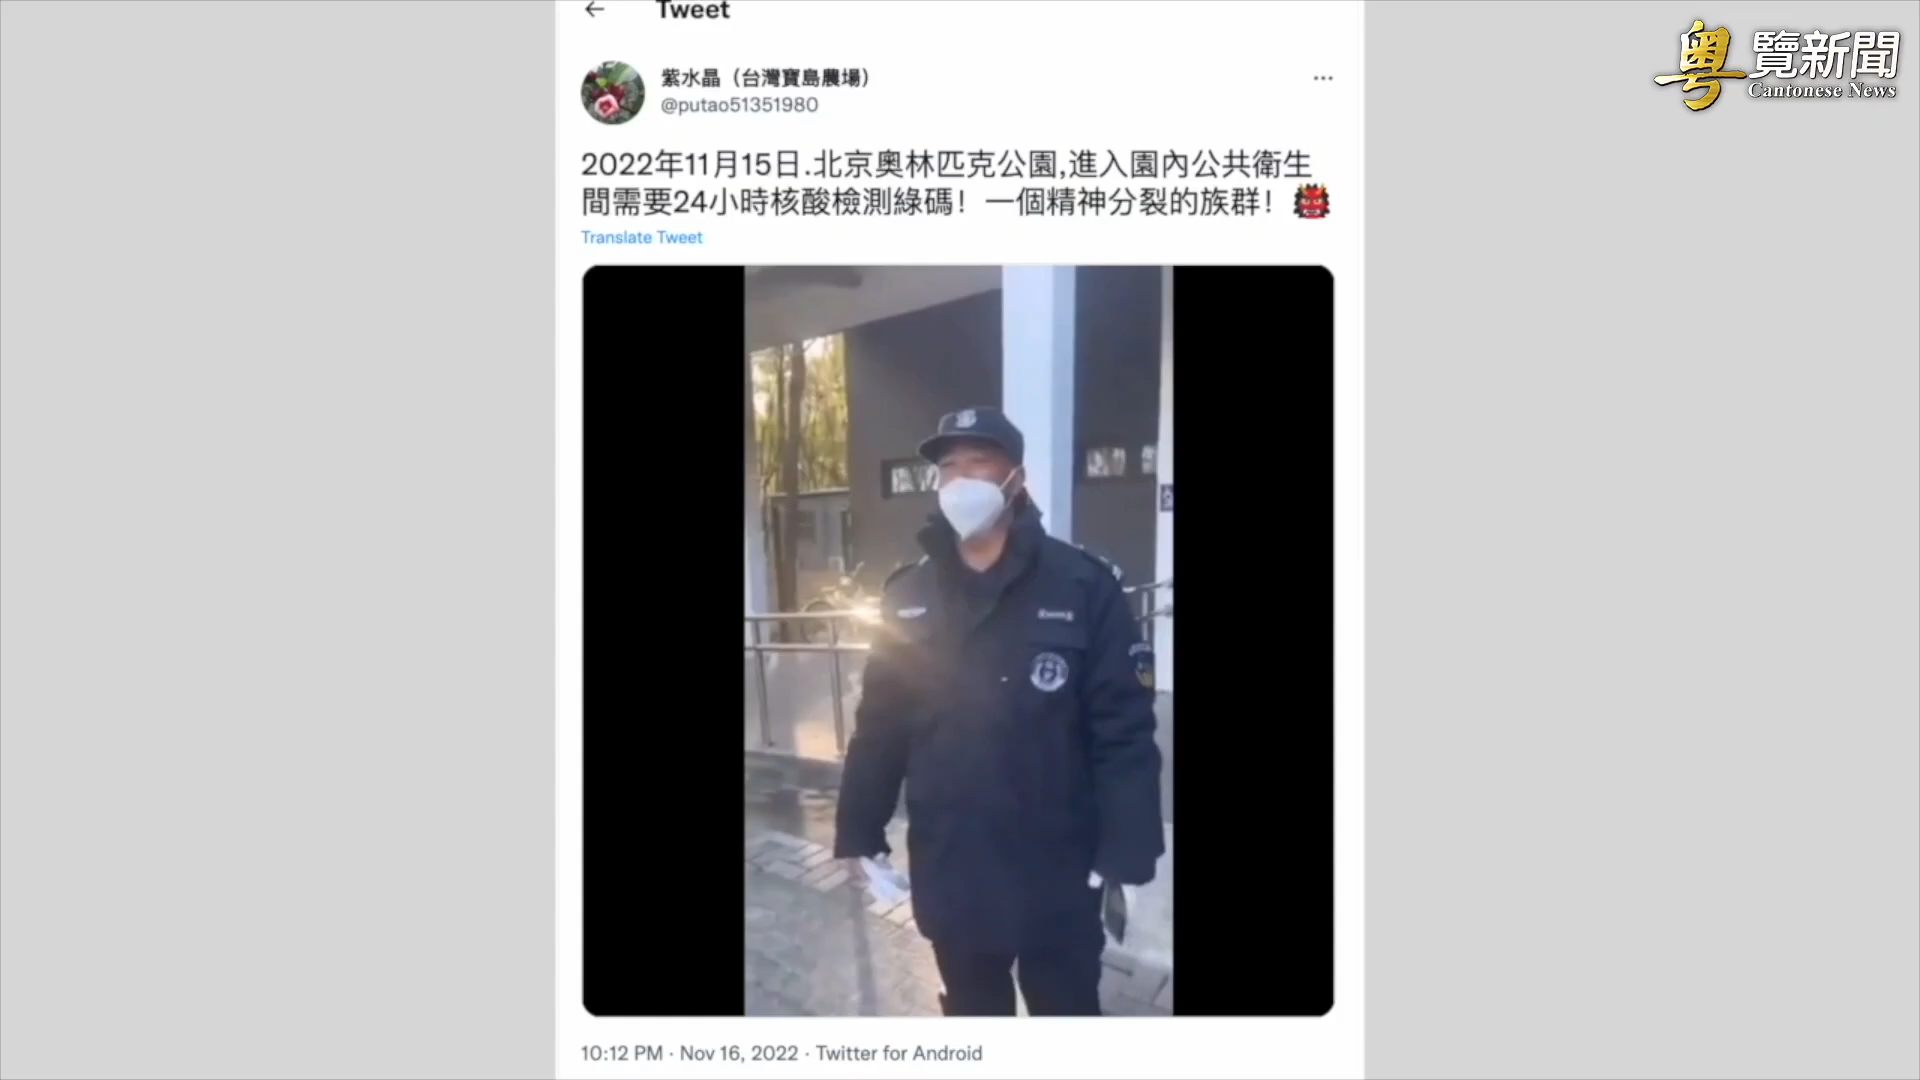 Tweet
紫水晶（台灣寶島農場）
@putao51351980
2022年11月15日.北京奧林匹克公園,進入園內公共衛生
間需要24小時核酸檢測綠碼！一個精神分裂的族群！👹
Translate Tweet
10:12 PM · Nov 16, 2022 · Twitter for Android
粵覽新聞
Cantonese News